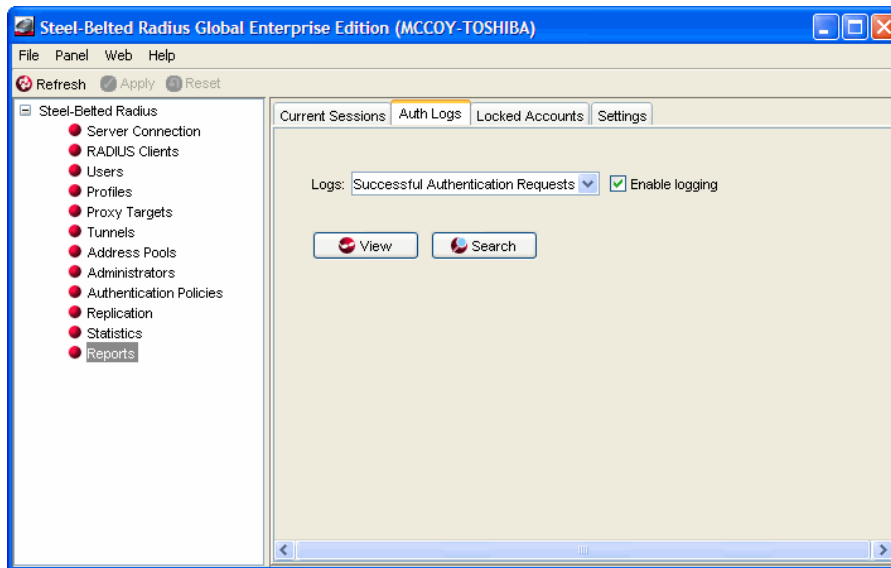 Steel-Belted Radius Global Enterprise Edition (MCCOY-TOSHIBA)
File Panel Web Help
Refresh Apply Reset
Steel-Belted Radius
Server Connection
RADIUS Clients
Users
Profiles
Proxy Targets
Tunnels
Address Pools
Administrators
Authentication Policies
Replication
Statistics
Reports
Current Sessions Auth Logs Locked Accounts Settings
Logs: Successful Authentication Requests Enable logging
View Search